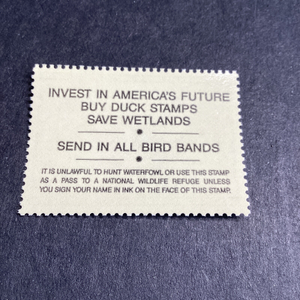 INVEST IN AMERICA'S FUTURE
BUY DUCK STAMPS
SAVE WETLANDS
SEND IN ALL BIRD BANDS
IT IS UNLAWFUL TO HUNT WATERFOWL OR USE THIS STAMP
AS A PASS TO A NATIONAL WILDLIFE REFUGE UNLESS
YOU SIGN YOUR NAME IN INK ON THE FACE OF THIS STAMP.